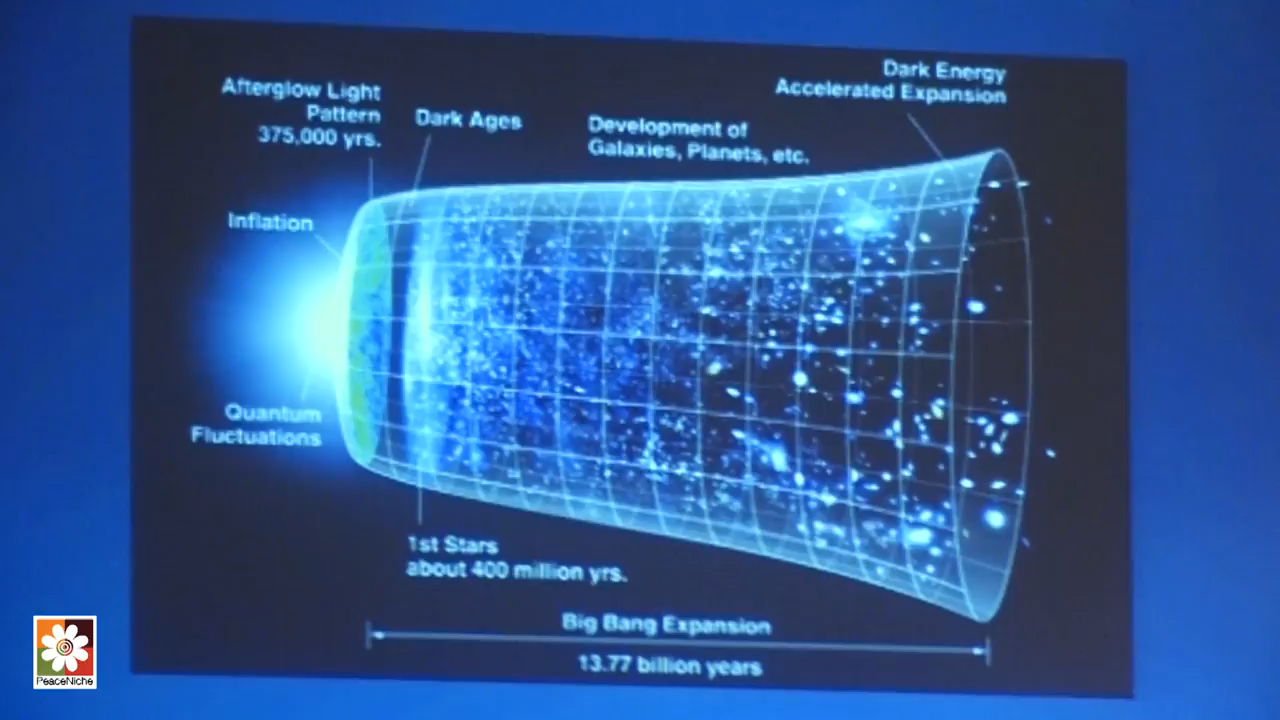 Afterglow Light
Pattern
375,000 yrs.
Dark Ages
Development of
Galaxies, Planets, etc.
Dark Energy
Accelerated Expansion
Inflation
Quantum
Fluctuations
1st Stars
about 400 million yrs.
Big Bang Expansion
13.77 billion years
PeaceNiche